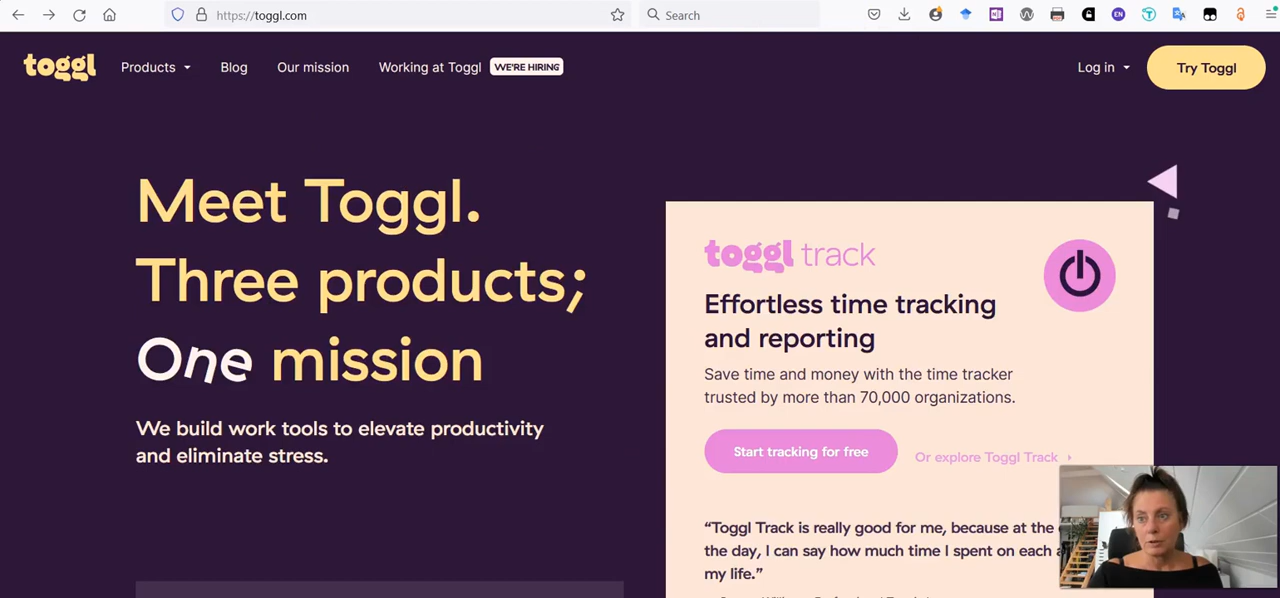 https://toggl.com
Search
EN
toggl
Products
Blog
Our mission
Working at Toggl
WE'RE HIRING
Log in
Try Toggl
Meet Toggl.
Three products;
One mission
We build work tools to elevate productivity
and eliminate stress.
toggl track
Effortless time tracking
and reporting
Save time and money with the time tracker
trusted by more than 70,000 organizations.
Start tracking for free
Or explore Toggl Track
“Toggl Track is really good for me, because at the
the day, I can say how much time I spent on each
my life.”